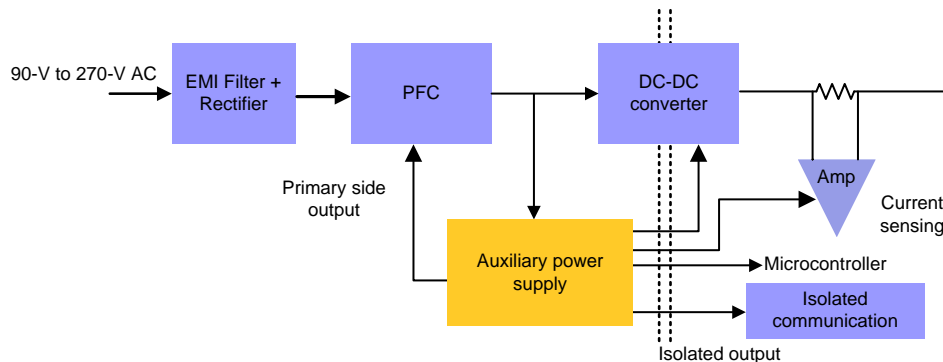 90-V to 270-V AC
EMI Filter +
Rectifier
PFC
DC-DC
converter
Primary side
output
Amp
Current
sensing
Auxiliary power
supply
Microcontroller
Isolated
communication
Isolated output